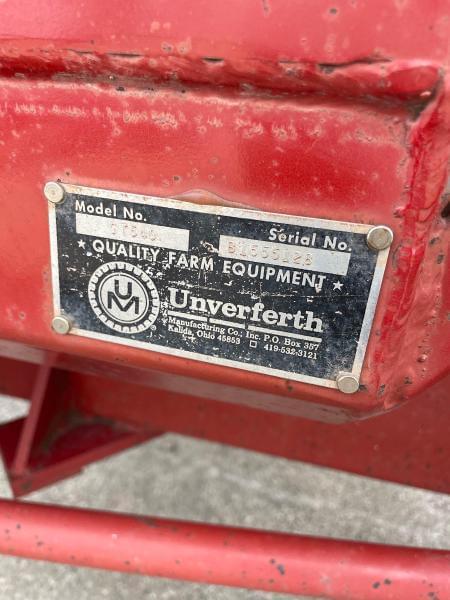 Model No. Serial No.
B1555128
★ QUALITY FARM EQUIPMENT ★
UM Unverferth
Manufacturing Co., Inc. P.O. Box 357
Kalida, Ohio 45853 ☐ 419-532-3121